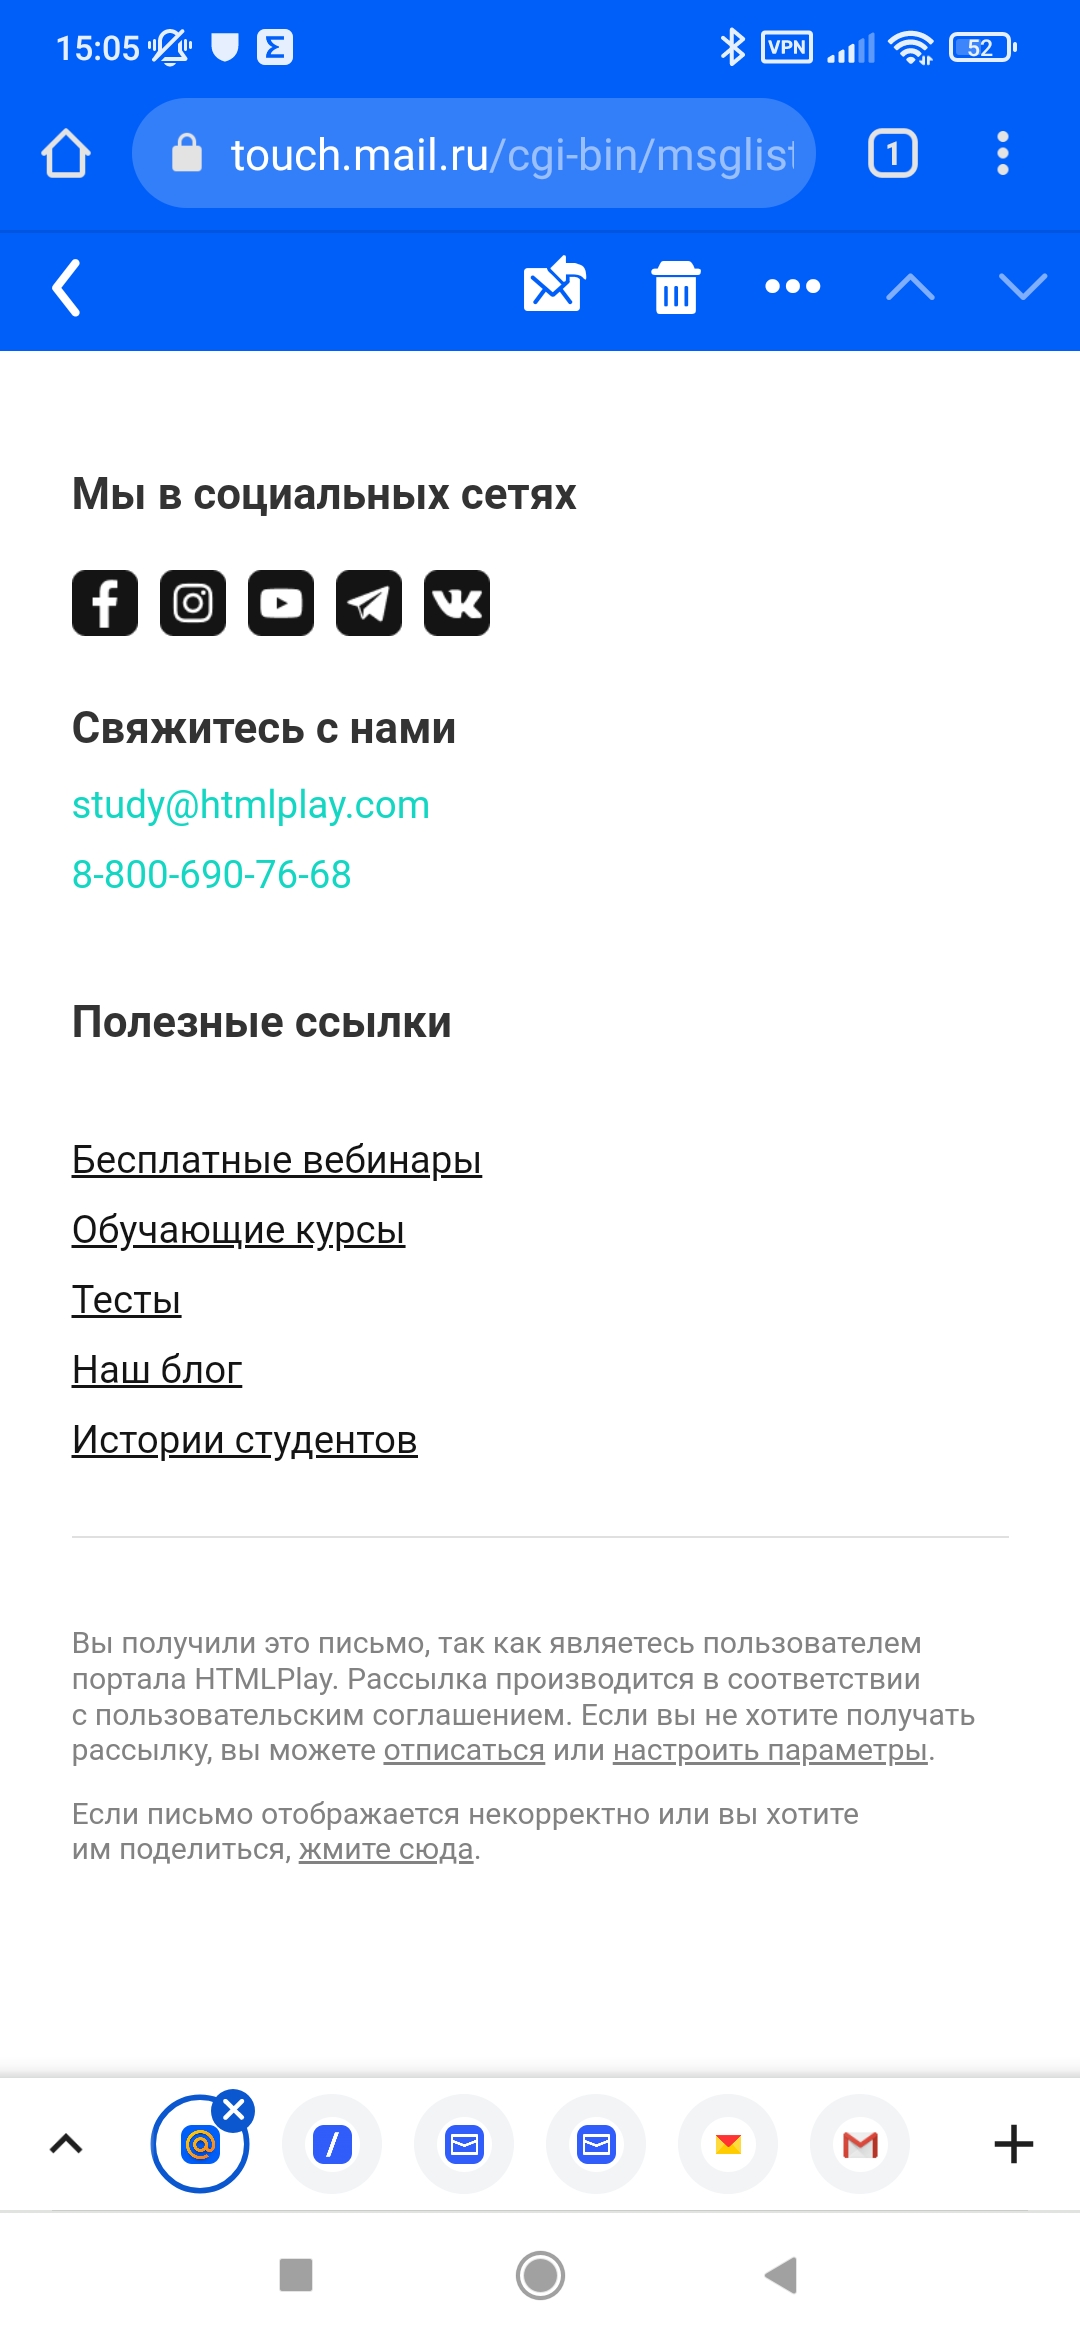 15:05
VPN
52
touch.mail.ru/cgi-bin/msglist
1
Мы в социальных сетях
Свяжитесь с нами
study@htmlplay.com
8-800-690-76-68
Полезные ссылки
Бесплатные вебинары
Обучающие курсы
Тесты
Наш блог
Истории студентов
Вы получили это письмо, так как являетесь пользователем
портала HTMLPlay. Рассылка производится в соответствии
с пользовательским соглашением. Если вы не хотите получать
рассылку, вы можете отписаться или настроить параметры.
Если письмо отображается некорректно или вы хотите
им поделиться, жмите сюда.